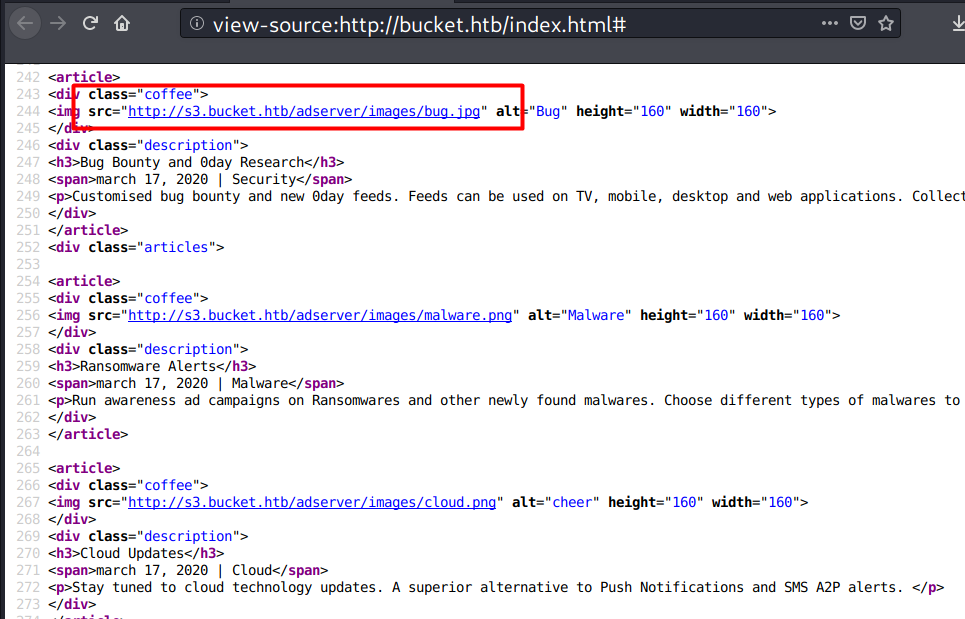 view-source:http://bucket.htb/index.html#
242 <article>
243 <div class="coffee">
244 <img src="http://s3.bucket.htb/adserver/images/bug.jpg" alt="Bug" height="160" width="160">
245 </div>
246 <div class="description">
247 <h3>Bug Bounty and 0day Research</h3>
248 <span>march 17, 2020 | Security</span>
249 <p>Customised bug bounty and new 0day feeds. Feeds can be used on TV, mobile, desktop and web applications. Collect
250 </div>
251 </article>
252 <div class="articles">
253
254 <article>
255 <div class="coffee">
256 <img src="http://s3.bucket.htb/adserver/images/malware.png" alt="Malware" height="160" width="160">
257 </div>
258 <div class="description">
259 <h3>Ransomware Alerts</h3>
260 <span>march 17, 2020 | Malware</span>
261 <p>Run awareness ad campaigns on Ransomwares and other newly found malwares. Choose different types of malwares to
262 </div>
263 </article>
264
265 <article>
266 <div class="coffee">
267 <img src="http://s3.bucket.htb/adserver/images/cloud.png" alt="cheer" height="160" width="160">
268 </div>
269 <div class="description">
270 <h3>Cloud Updates</h3>
271 <span>march 17, 2020 | Cloud</span>
272 <p>Stay tuned to cloud technology updates. A superior alternative to Push Notifications and SMS A2P alerts. </p>
273 </div>
274 </article>